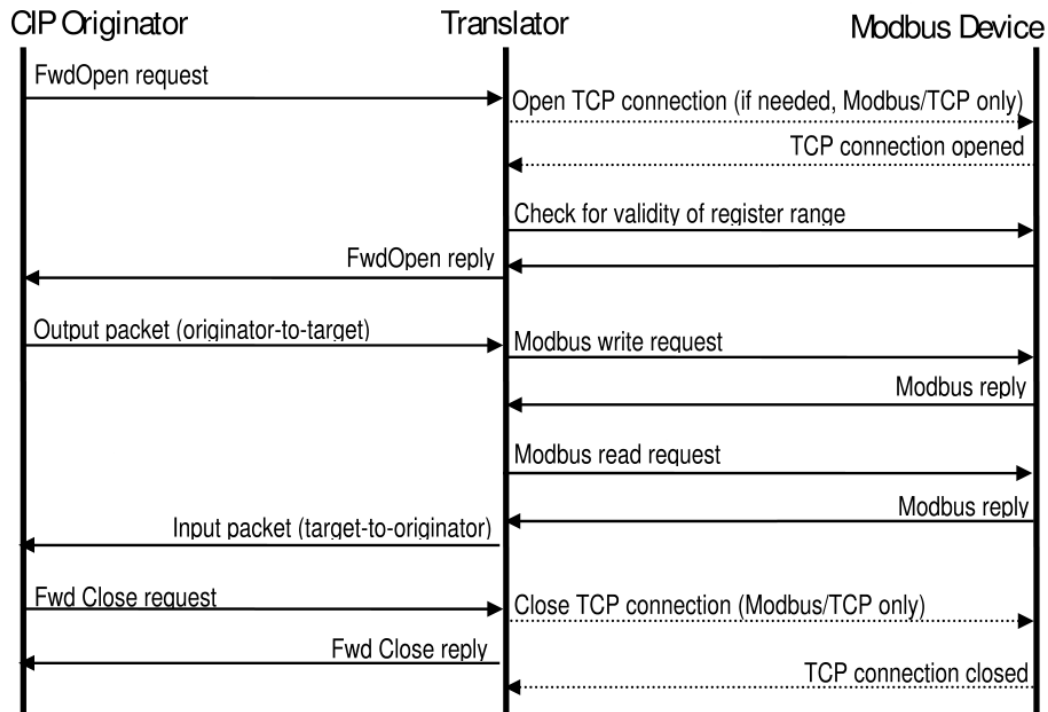 CIP Originator
Translator
Modbus Device
FwdOpen request
Open TCP connection (if needed, Modbus/TCP only)
TCP connection opened
Check for validity of register range
FwdOpen reply
Output packet (originator-to-target)
Modbus write request
Modbus reply
Modbus read request
Modbus reply
Input packet (target-to-originator)
Fwd Close request
Close TCP connection (Modbus/TCP only)
Fwd Close reply
TCP connection closed